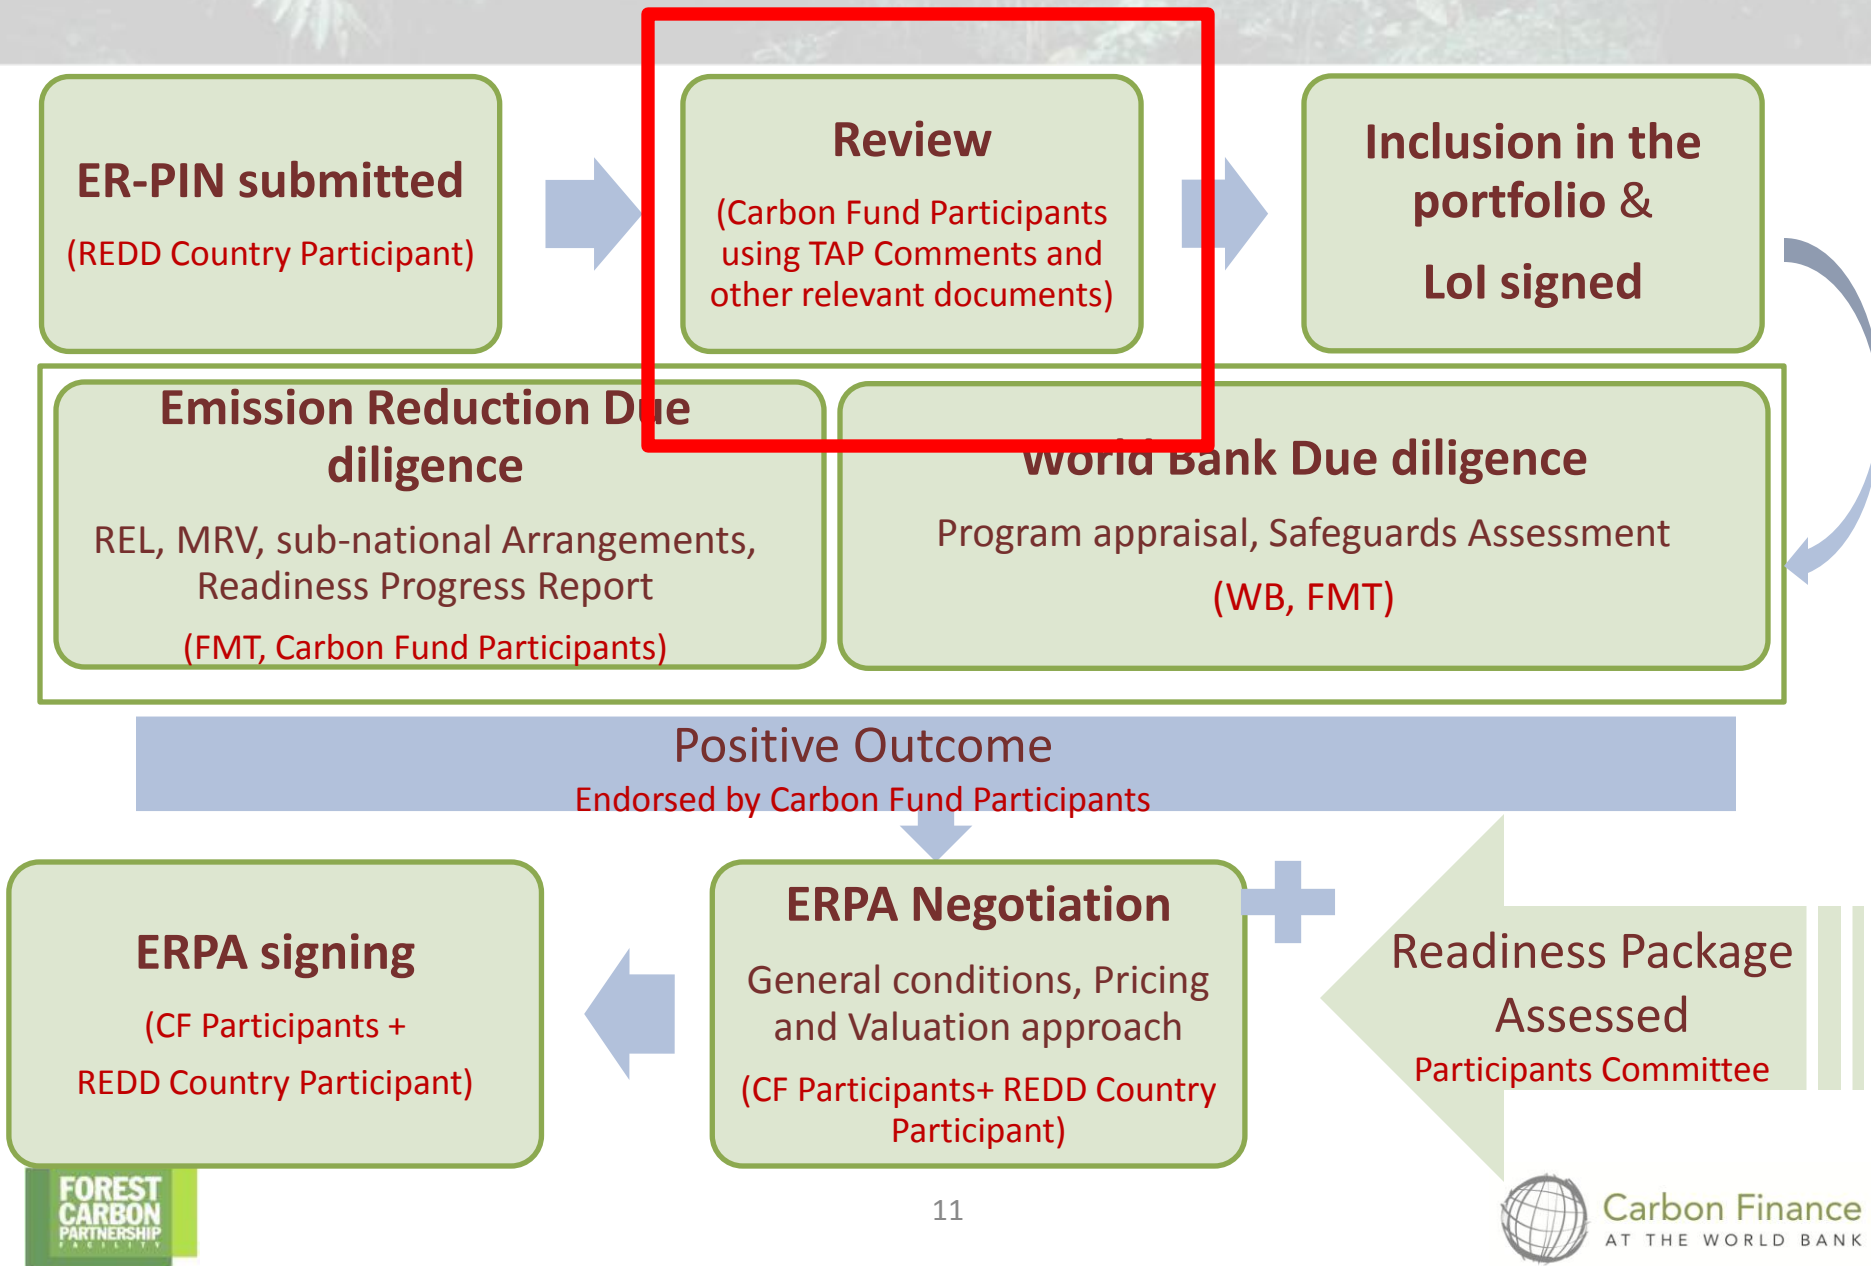 ER-PIN submitted
(REDD Country Participant)
Review
(Carbon Fund Participants
using TAP Comments and
other relevant documents)
Inclusion in the
portfolio &
LoI signed
Emission Reduction Due
diligence
REL, MRV, sub-national Arrangements,
Readiness Progress Report
(FMT, Carbon Fund Participants)
World Bank Due diligence
Program appraisal, Safeguards Assessment
(WB, FMT)
Positive Outcome
Endorsed by Carbon Fund Participants
ERPA signing
(CF Participants +
REDD Country Participant)
ERPA Negotiation
General conditions, Pricing
and Valuation approach
(CF Participants+ REDD Country
Participant)
Readiness Package
Assessed
Participants Committee
FOREST
CARBON
PARTNERSHIP
FACILITY
11
Carbon Finance
AT THE WORLD BANK